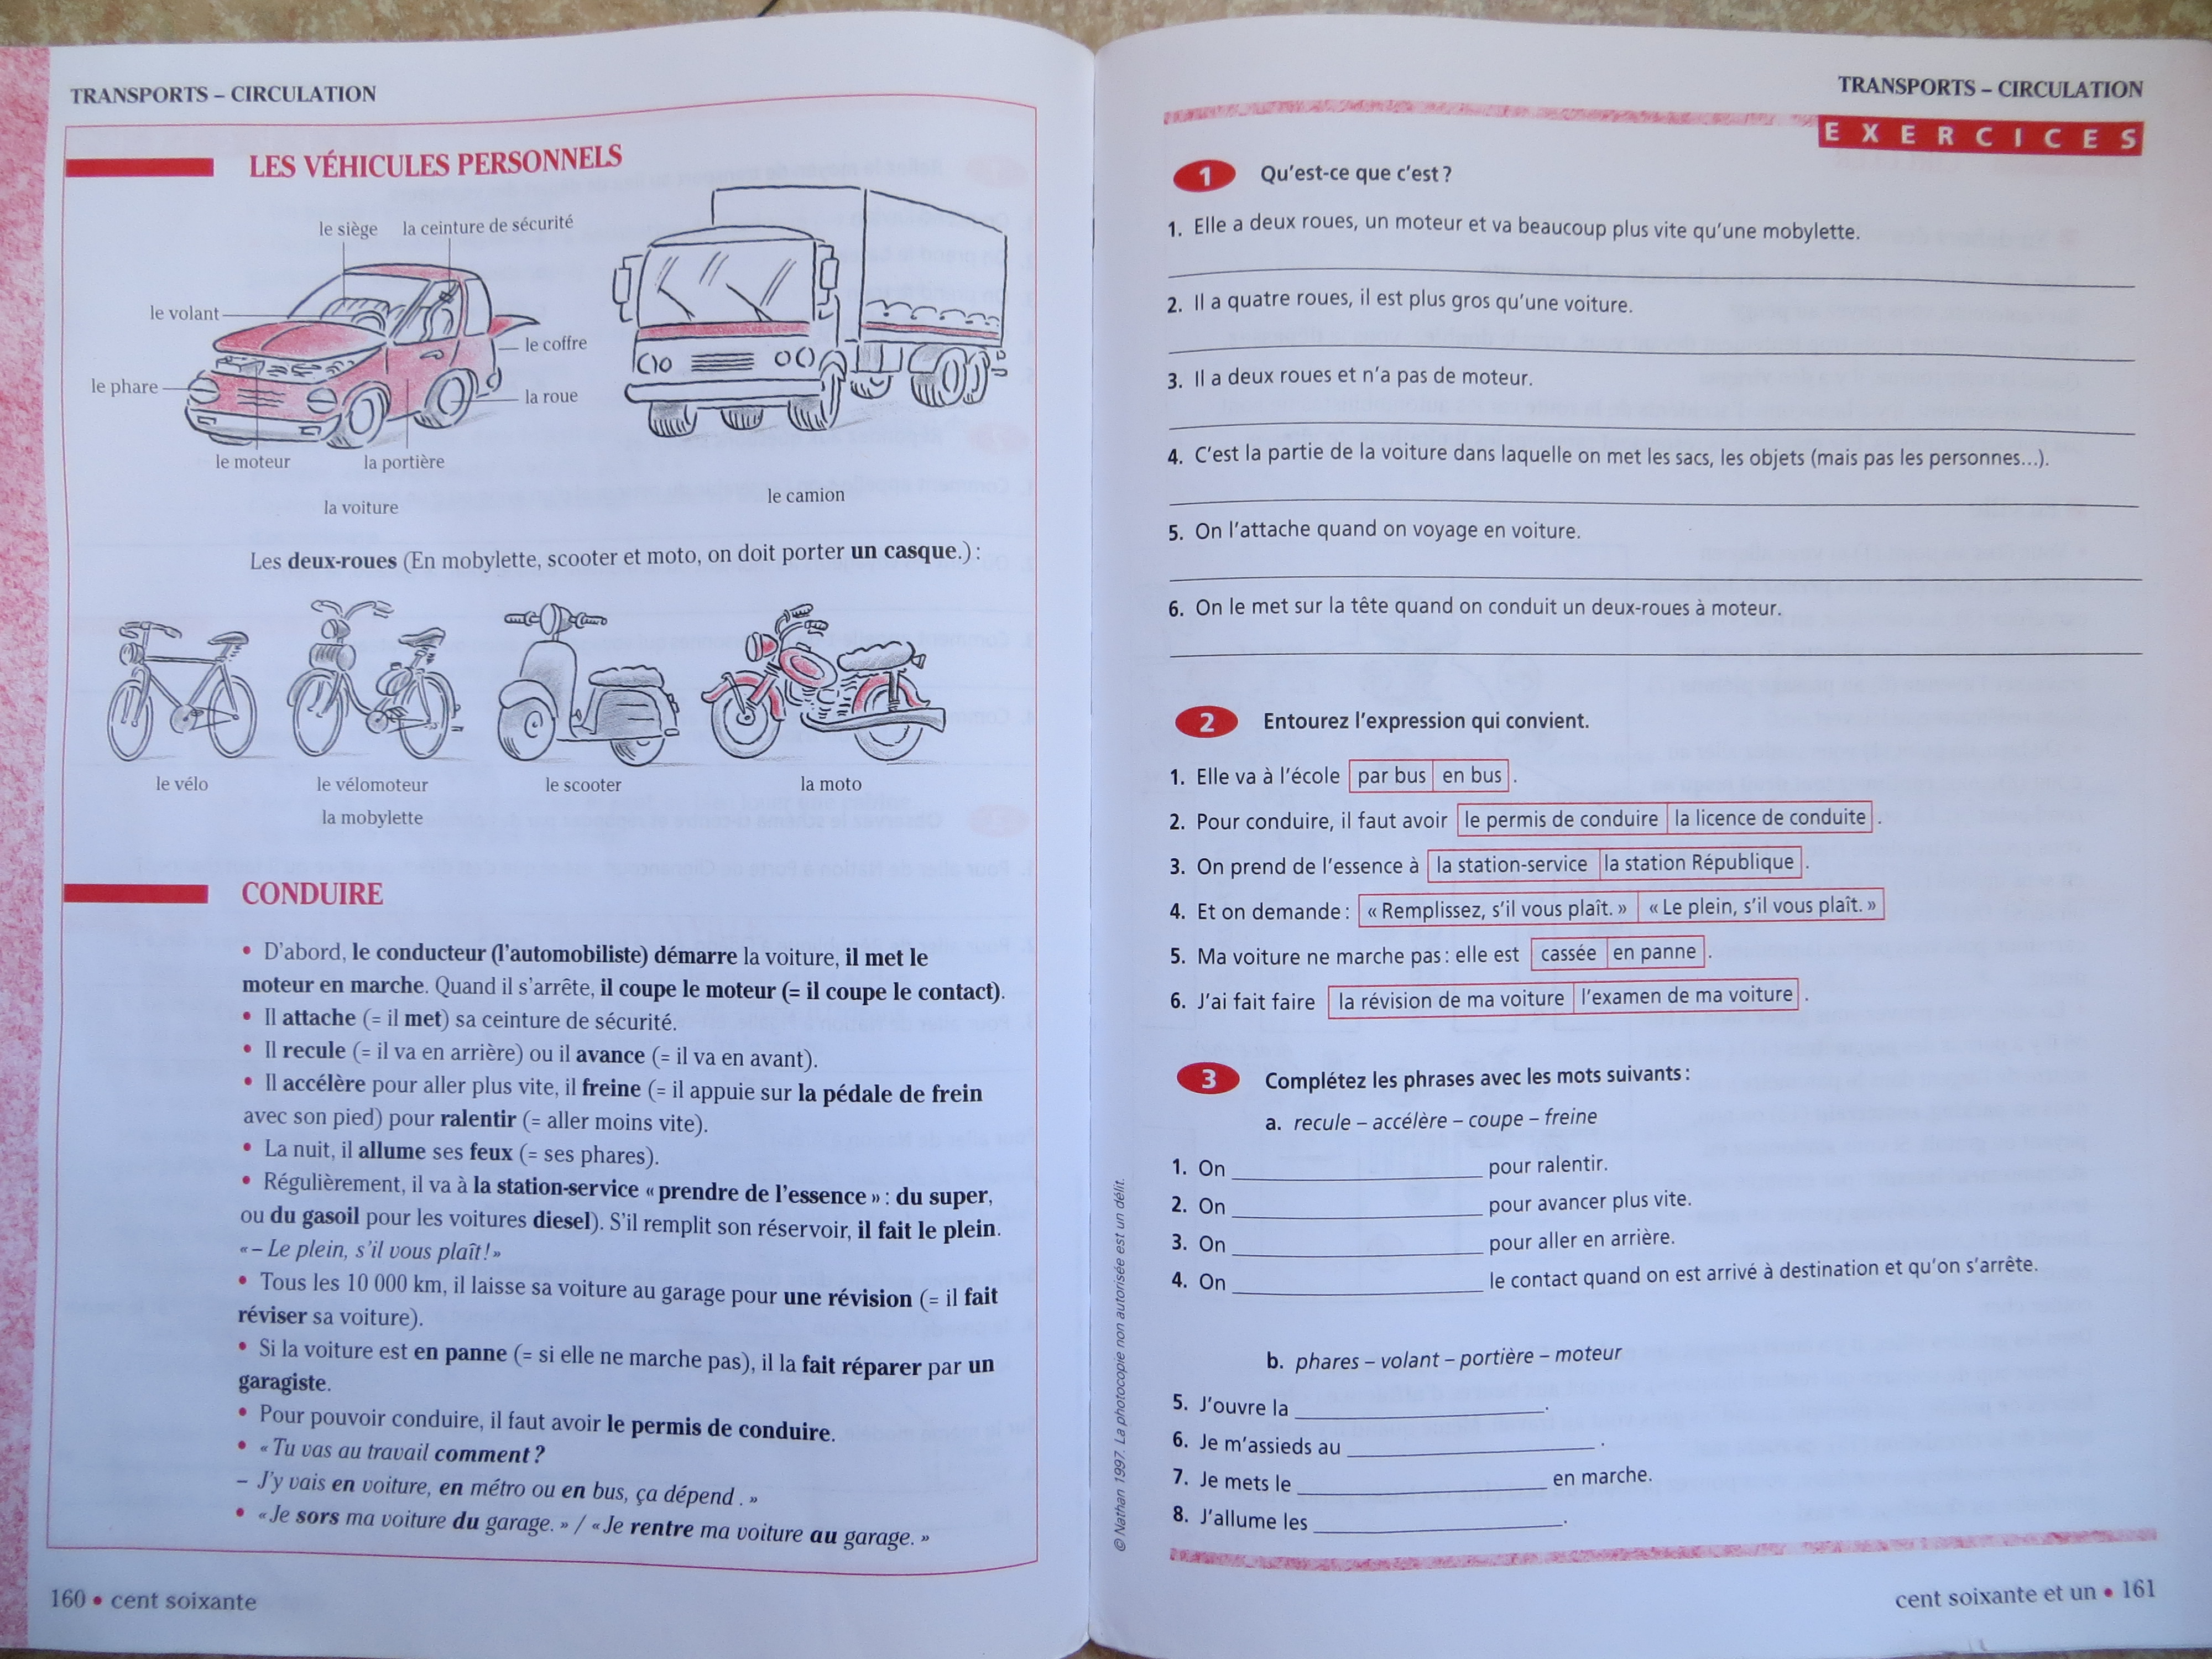 TRANSPORTS – CIRCULATION
LES VÉHICULES PERSONNELS
le siège
la ceinture de sécurité
le volant
le coffre
le phare
la roue
le moteur
la portière
la voiture
le camion
Les deux-roues (En mobylette, scooter et moto, on doit porter un casque.) :
le vélo
le vélomoteur
la mobylette
le scooter
la moto
CONDUIRE
• D'abord, le conducteur (l'automobiliste) démarre la voiture, il met le
moteur en marche. Quand il s'arrête, il coupe le moteur (= il coupe le contact).
• Il attache (= il met) sa ceinture de sécurité.
• Il recule (= il va en arrière) ou il avance (= il va en avant).
• Il accélère pour aller plus vite, il freine (= il appuie sur la pédale de frein
avec son pied) pour ralentir (= aller moins vite).
• La nuit, il allume ses feux (= ses phares).
• Régulièrement, il va à la station-service « prendre de l'essence » : du super,
ou du gasoil pour les voitures diesel). S'il remplit son réservoir, il fait le plein.
« – Le plein, s'il vous plaît ! »
• Tous les 10 000 km, il laisse sa voiture au garage pour une révision (= il fait
réviser sa voiture).
• Si la voiture est en panne (= si elle ne marche pas), il la fait réparer par un
garagiste.
• Pour pouvoir conduire, il faut avoir le permis de conduire.
• « Tu vas au travail comment ?
– J'y vais en voiture, en métro ou en bus, ça dépend . »
• « Je sors ma voiture du garage. » / « Je rentre ma voiture au garage. »
160 • cent soixante
TRANSPORTS – CIRCULATION
EXERCICES
1 Qu'est-ce que c'est ?
1. Elle a deux roues, un moteur et va beaucoup plus vite qu'une mobylette.
2. Il a quatre roues, il est plus gros qu'une voiture.
3. Il a deux roues et n'a pas de moteur.
4. C'est la partie de la voiture dans laquelle on met les sacs, les objets (mais pas les personnes...).
5. On l'attache quand on voyage en voiture.
6. On le met sur la tête quand on conduit un deux-roues à moteur.
2 Entourez l'expression qui convient.
1. Elle va à l'école par bus en bus .
2. Pour conduire, il faut avoir le permis de conduire la licence de conduite .
3. On prend de l'essence à la station-service la station République .
4. Et on demande : « Remplissez, s'il vous plaît. » « Le plein, s'il vous plaît. »
5. Ma voiture ne marche pas : elle est cassée en panne .
6. J'ai fait faire la révision de ma voiture l'examen de ma voiture .
3 Complétez les phrases avec les mots suivants :
a. recule – accélère – coupe – freine
1. On ____ pour ralentir.
2. On ____ pour avancer plus vite.
3. On ____ pour aller en arrière.
4. On ____ le contact quand on est arrivé à destination et qu'on s'arrête.
b. phares – volant – portière – moteur
5. J'ouvre la ____.
6. Je m'assieds au ____ .
7. Je mets le ____ en marche.
8. J'allume les ____.
© Nathan 1997. La photocopie non autorisée est un délit.
cent soixante et un • 161